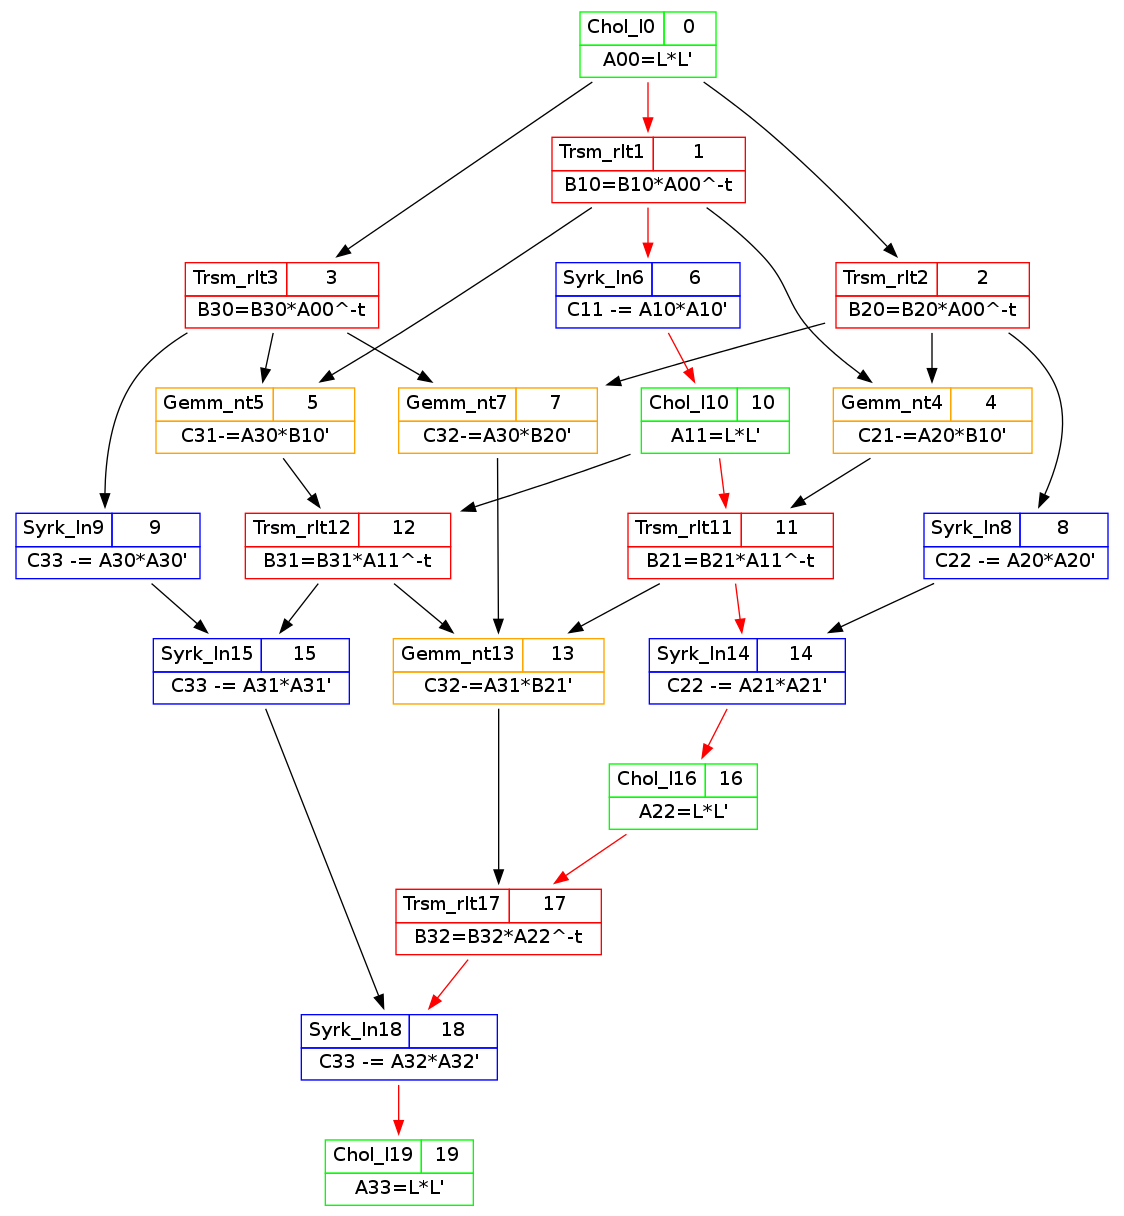 Chol_l0 0
A00=L*L'
Trsm_rlt1 1
B10=B10*A00^-t
Trsm_rlt3 3
B30=B30*A00^-t
Syrk_ln6 6
C11 -= A10*A10'
Trsm_rlt2 2
B20=B20*A00^-t
Gemm_nt5 5
C31-=A30*B10'
Gemm_nt7 7
C32-=A30*B20'
Chol_l10 10
A11=L*L'
Gemm_nt4 4
C21-=A20*B10'
Syrk_ln9 9
C33 -= A30*A30'
Trsm_rlt12 12
B31=B31*A11^-t
Trsm_rlt11 11
B21=B21*A11^-t
Syrk_ln8 8
C22 -= A20*A20'
Syrk_ln15 15
C33 -= A31*A31'
Gemm_nt13 13
C32-=A31*B21'
Syrk_ln14 14
C22 -= A21*A21'
Chol_l16 16
A22=L*L'
Trsm_rlt17 17
B32=B32*A22^-t
Syrk_ln18 18
C33 -= A32*A32'
Chol_l19 19
A33=L*L'